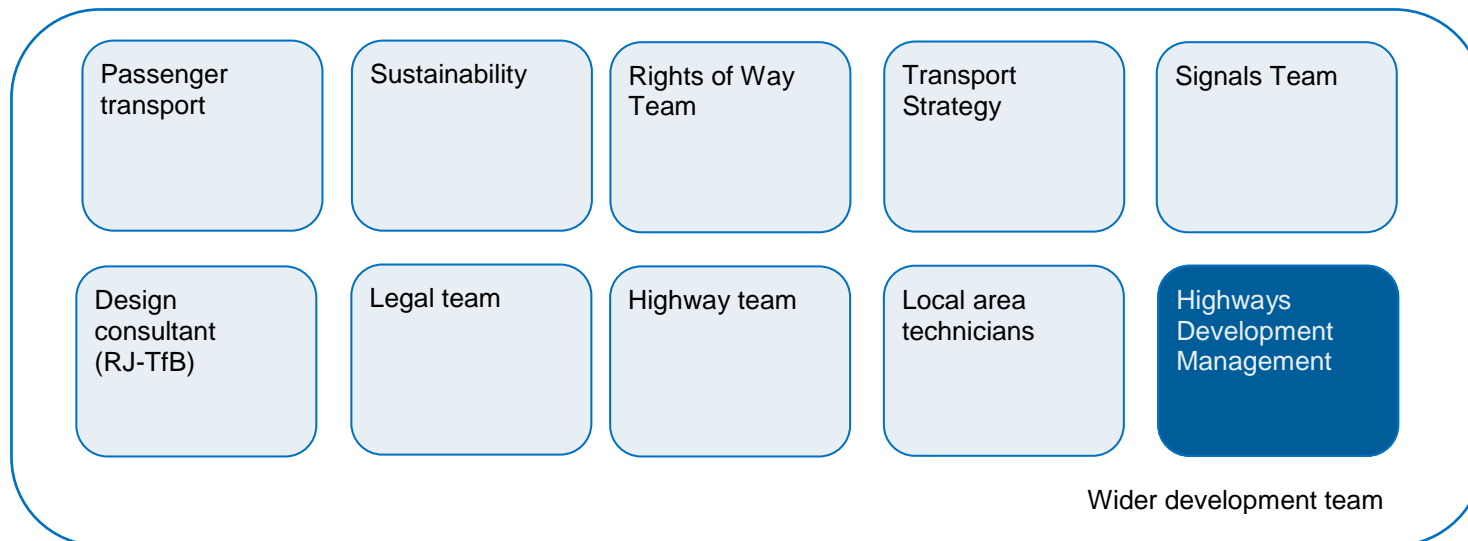 Passenger
transport
Sustainability
Rights of Way
Team
Transport
Strategy
Signals Team
Design
consultant
(RJ-TfB)
Legal team
Highway team
Local area
technicians
Highways
Development
Management
Wider development team